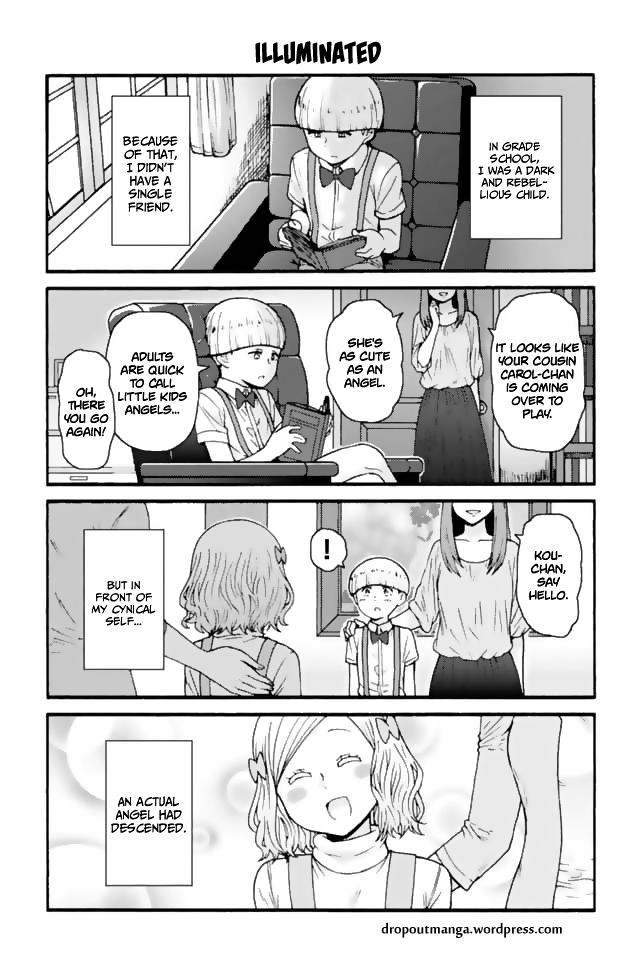 ILLUMINATED
IN GRADE
SCHOOL,
I WAS A DARK
AND REBEL-
LIOUS CHILD.
BECAUSE
OF THAT,
I DIDN'T
HAVE A
SINGLE
FRIEND.
IT LOOKS LIKE
YOUR COUSIN
CAROL-CHAN
IS COMING
OVER TO
PLAY.
SHE'S
AS CUTE
AS AN
ANGEL.
ADULTS
ARE QUICK
TO CALL
LITTLE KIDS
ANGELS...
OH,
THERE
YOU GO
AGAIN!
KOU-
CHAN,
SAY
HELLO.
!
BUT IN
FRONT OF
MY CYNICAL
SELF...
AN ACTUAL
ANGEL HAD
DESCENDED.
dropoutmanga.wordpress.com